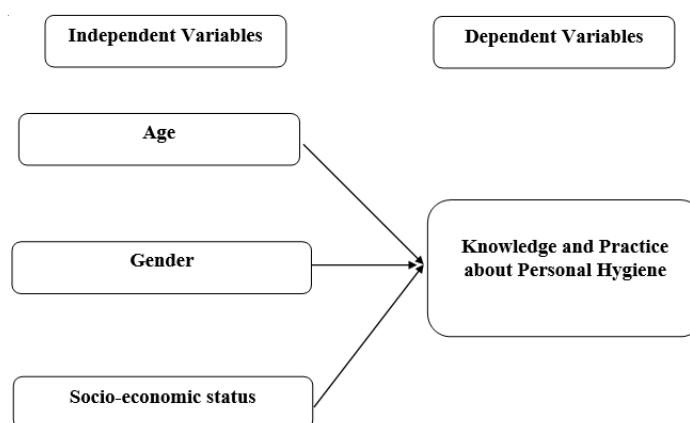 Independent Variables
Dependent Variables
Age
Gender
Knowledge and Practice
about Personal Hygiene
Socio-economic status